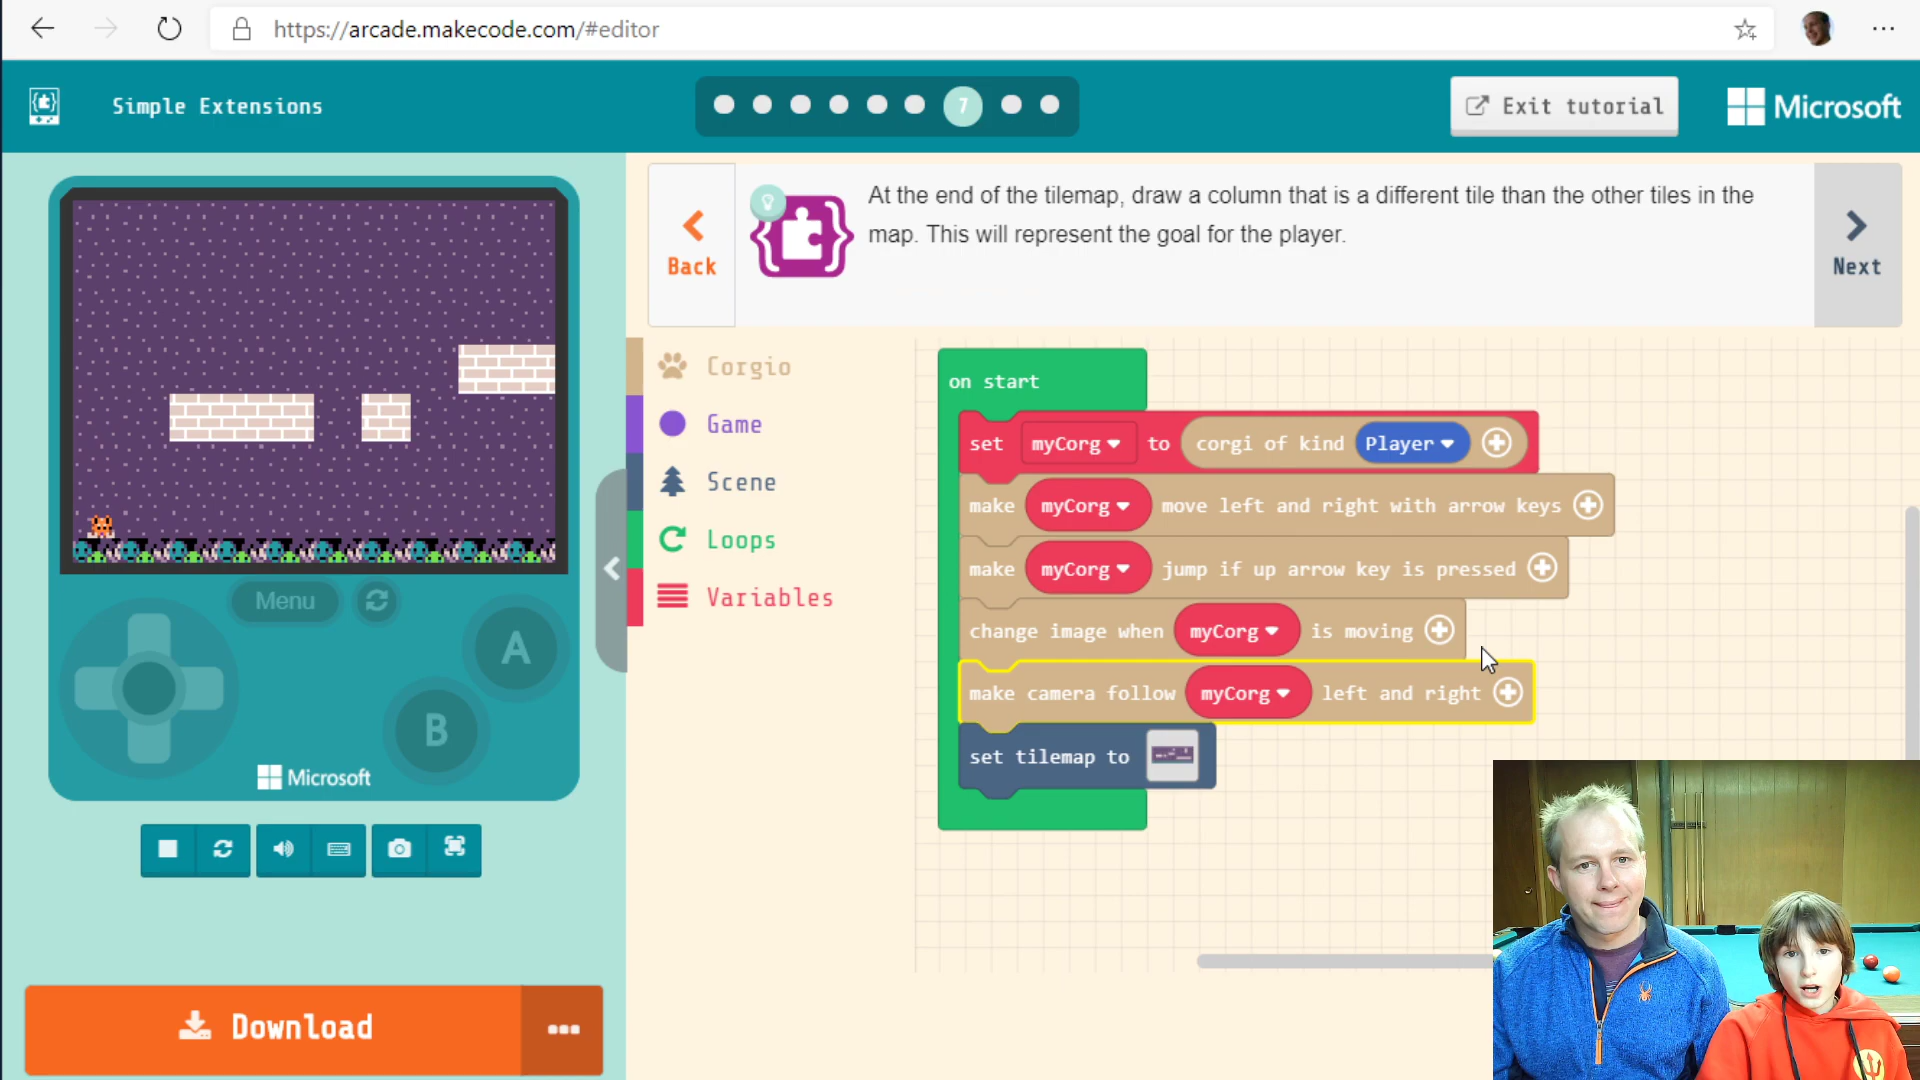 https://arcade.makecode.com/#editor
Simple Extensions
7
Exit tutorial
Microsoft
Back
At the end of the tilemap, draw a column that is a different tile than the other tiles in the
map. This will represent the goal for the player.
Next
Corgio
Game
Scene
Loops
Variables
on start
set myCorg to corgi of kind Player
make myCorg move left and right with arrow keys
make myCorg jump if up arrow key is pressed
change image when myCorg is moving
make camera follow myCorg left and right
set tilemap to
Menu
A
B
Microsoft
Download